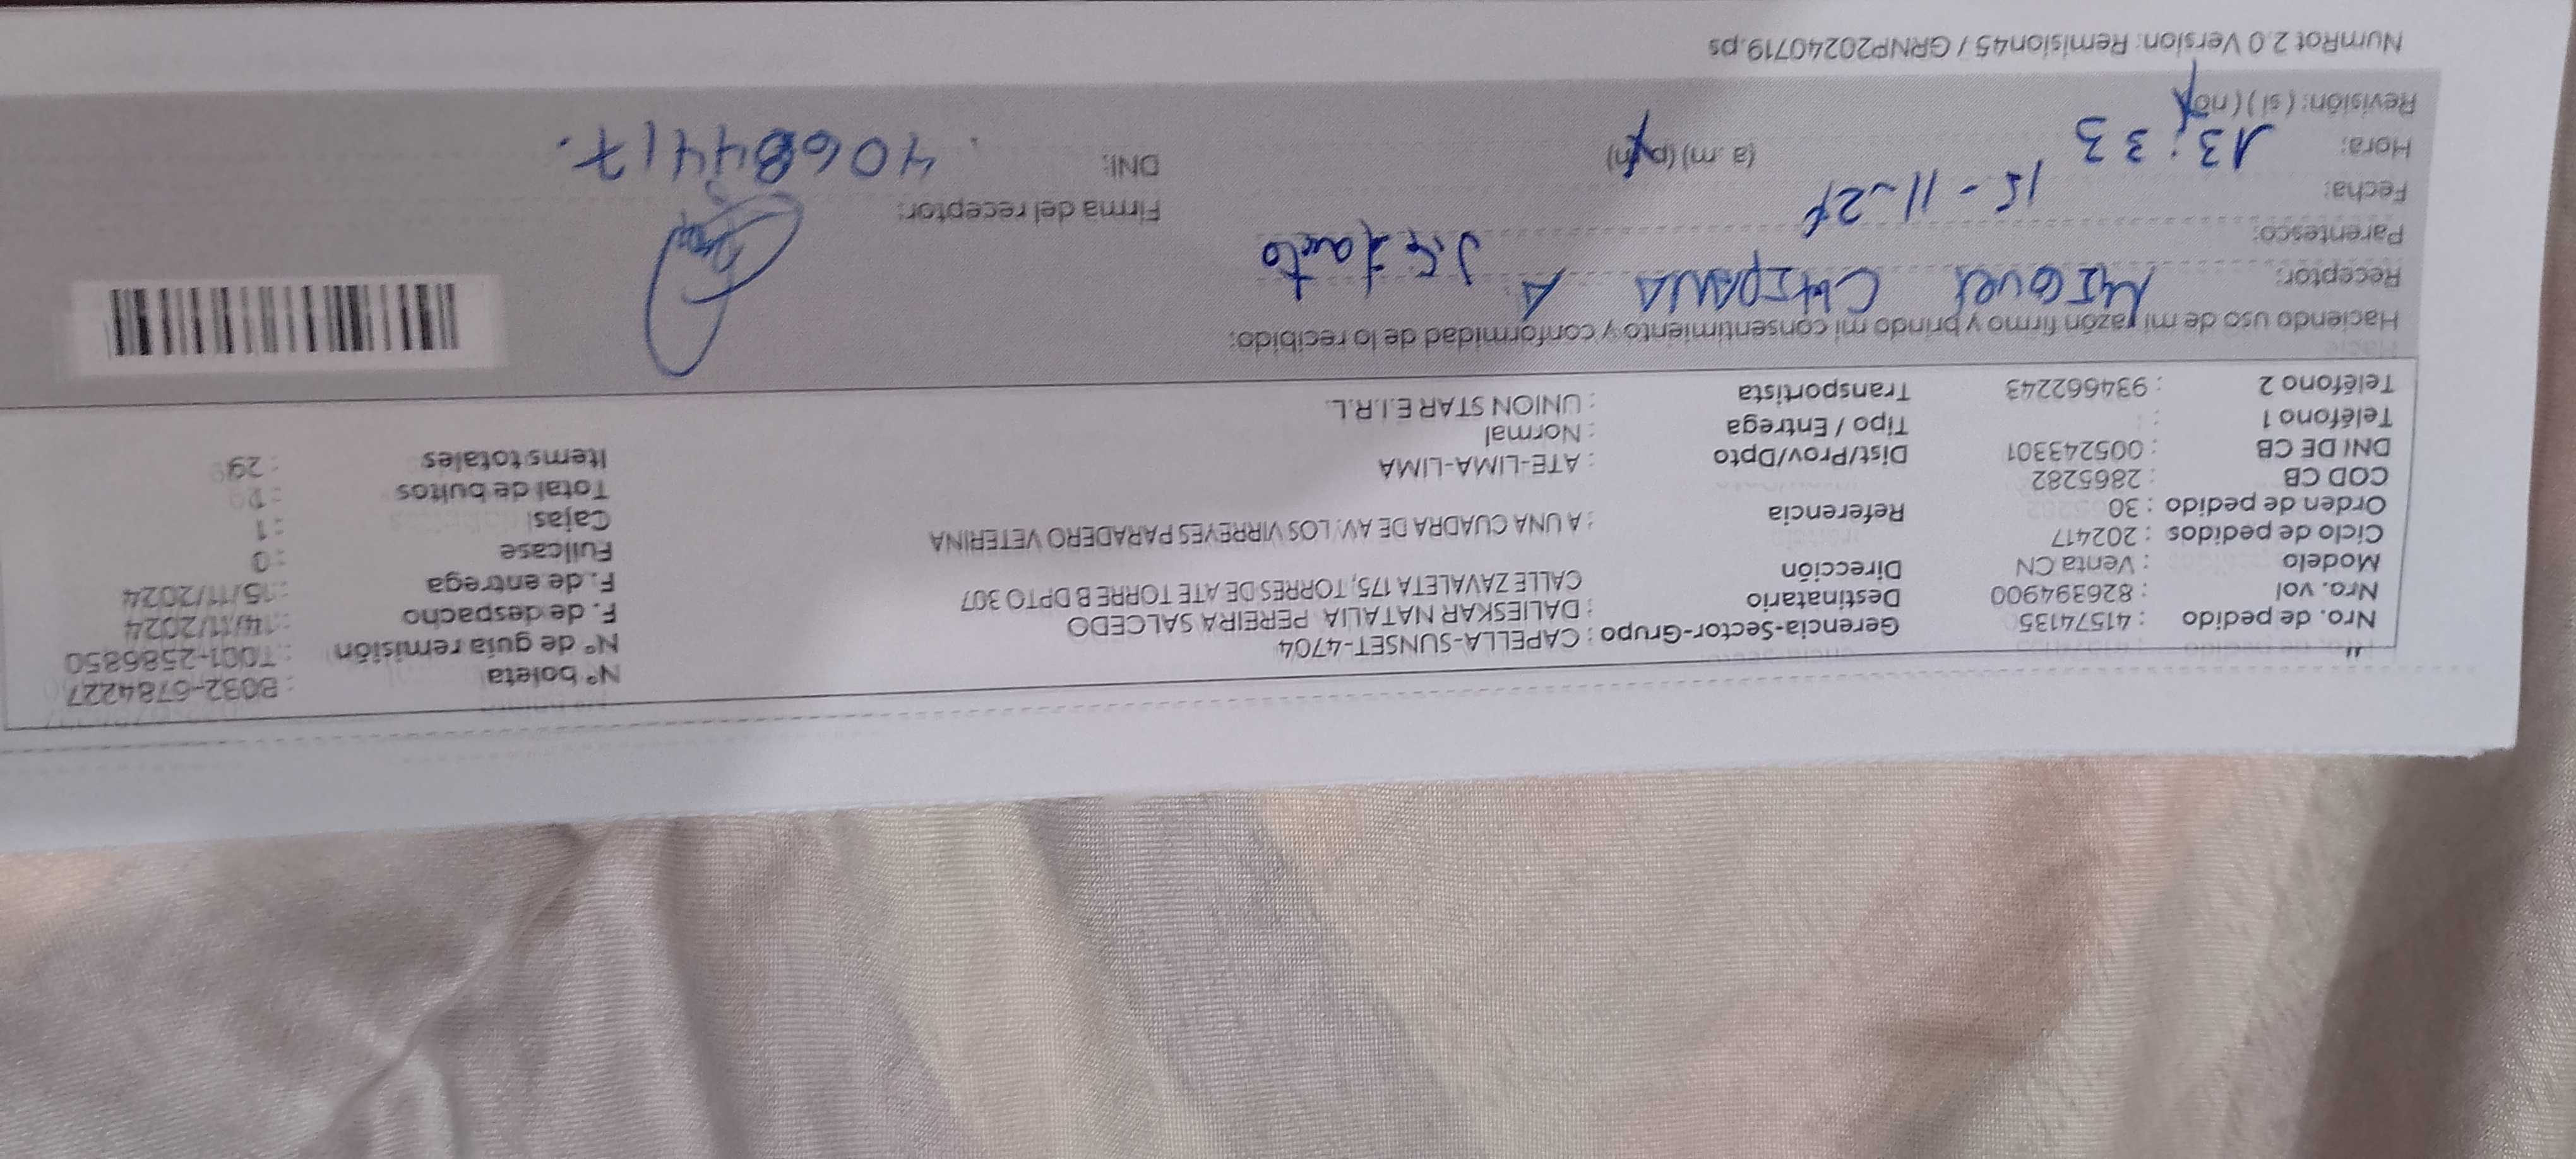 Nro. de pedido : 41574135 Gerencia-Sector-Grupo : CAPELLA-SUNSET-4704 N° boleta : B032-6784227
Nro. vol : 826394900 Destinatario : DALIESKAR NATALIA PEREIRA SALCEDO N° de guía remisión : T001-2586850
Modelo : Venta CN Dirección CALLE ZAVALETA 175, TORRES DE ATE TORRE B DPTO 307 F. de despacho : 14/11/2024
Ciclo de pedidos : 202417 F. de entrega : 15/11/2024
Orden de pedido : 30 Referencia : A UNA CUADRA DE AV. LOS VIRREYES PARADERO VETERINA Fullcase : 0
COD CB : 2865282 Cajas : 1
DNI DE CB : 005243301 Dist/Prov/Dpto : ATE-LIMA-LIMA Total de bultos :
Teléfono 1 : Tipo / Entrega : Normal Items totales : 29
Teléfono 2 : 934662243 Transportista : UNION STAR E.I.R.L.
Haciendo uso de mi razón firmo y brindo mi consentimiento y conformidad de lo recibido:
Receptor: MIGUEL CHIPANA A
Parentesco:
Fecha: 15-11-24 Firma del receptor:
Hora: 13:33 (a.m) (p.m) DNI: 40684417.
Revisión: (si) (no)
NumRot 2.0 Version: Remision45 / GRNP20240719.ps